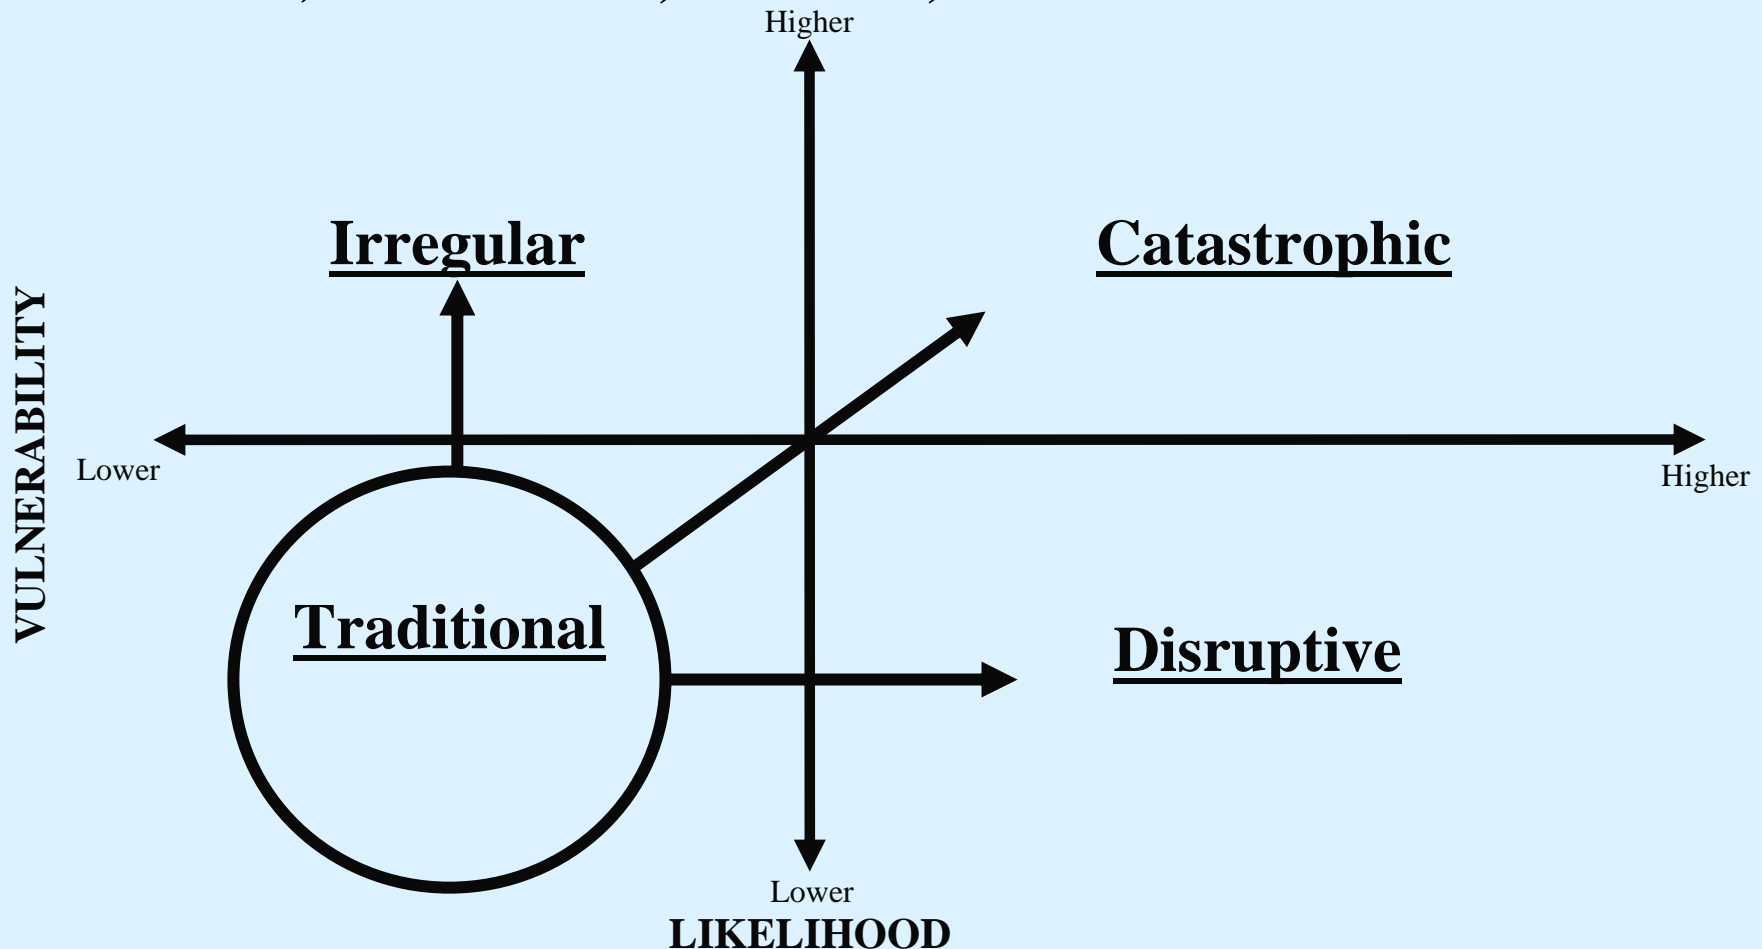 Higher
Irregular
Catastrophic
VULNERABILITY
Lower
Higher
Traditional
Disruptive
Lower
LIKELIHOOD